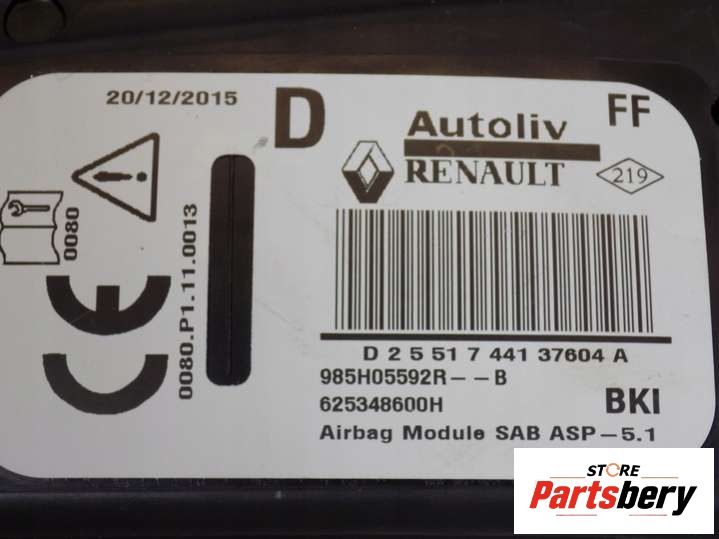 20/12/2015
D
FF
Autoliv
RENAULT
219
0080
0080.P1.11.0013
CE
D 2 5 51 7 441 37604 A
985H05592R--B
625348600H
BKI
Airbag Module SAB ASP-5.1
STORE
Partsbery